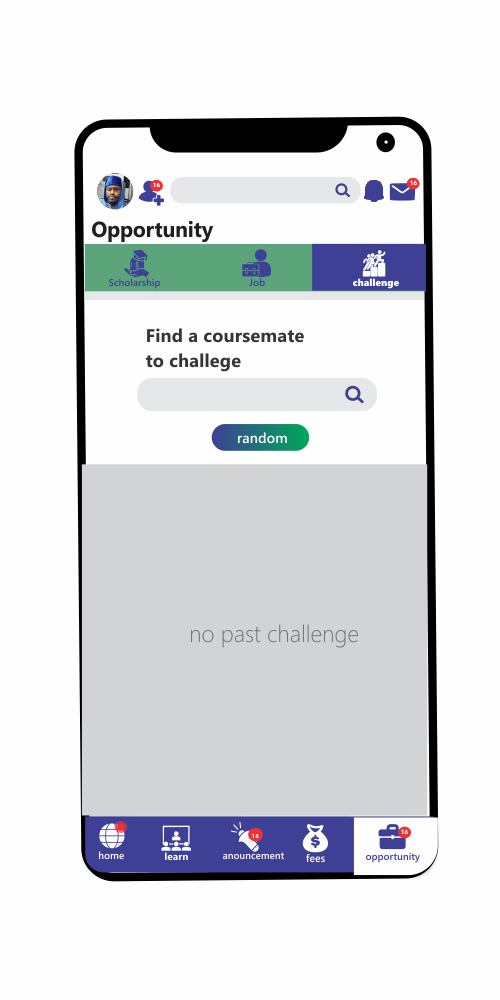 16
16
Opportunity
Scholarship
Job
challenge
Find a coursemate
to challege
random
no past challenge
16
16
home
learn
anouncement
fees
opportunity